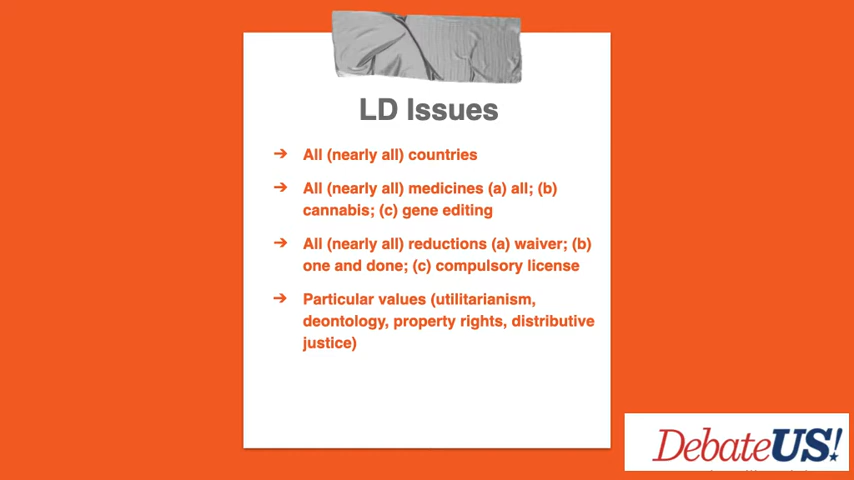 LD Issues
➔ All (nearly all) countries
➔ All (nearly all) medicines (a) all; (b)
cannabis; (c) gene editing
➔ All (nearly all) reductions (a) waiver; (b)
one and done; (c) compulsory license
➔ Particular values (utilitarianism,
deontology, property rights, distributive
justice)
DebateUS!